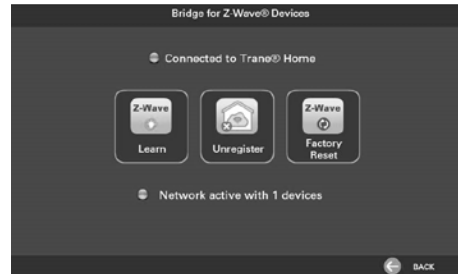 Bridge for Z-Wave® Devices
Connected to Trane® Home
Z-Wave
Learn
Unregister
Z-Wave
Factory
Reset
Network active with 1 devices
BACK